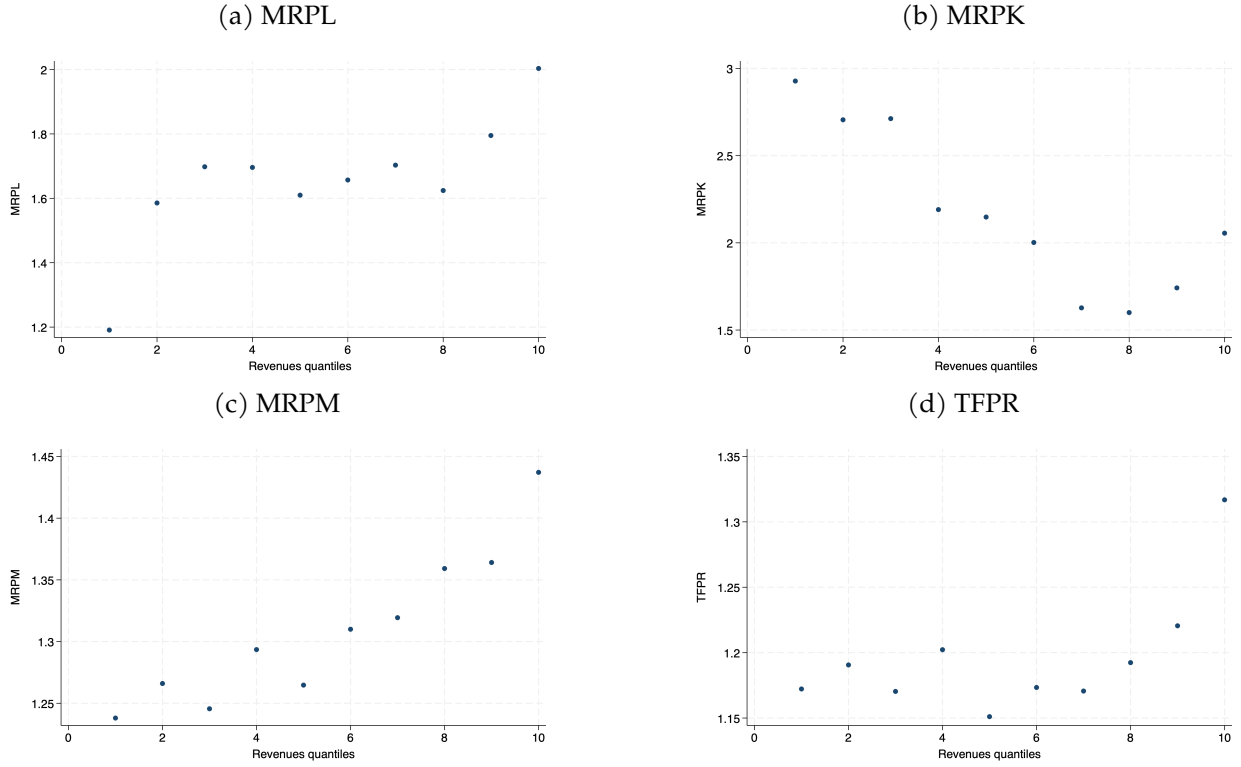 (a) MRPL
2
1.8
1.6
1.4
1.2
MRPL
0 2 4 6 8 10
Revenues quantiles
(b) MRPK
3
2.5
2
1.5
MRPK
0 2 4 6 8 10
Revenues quantiles
(c) MRPM
1.45
1.4
1.35
1.3
1.25
MRPM
0 2 4 6 8 10
Revenues quantiles
(d) TFPR
1.35
1.3
1.25
1.2
1.15
TFPR
0 2 4 6 8 10
Revenues quantiles